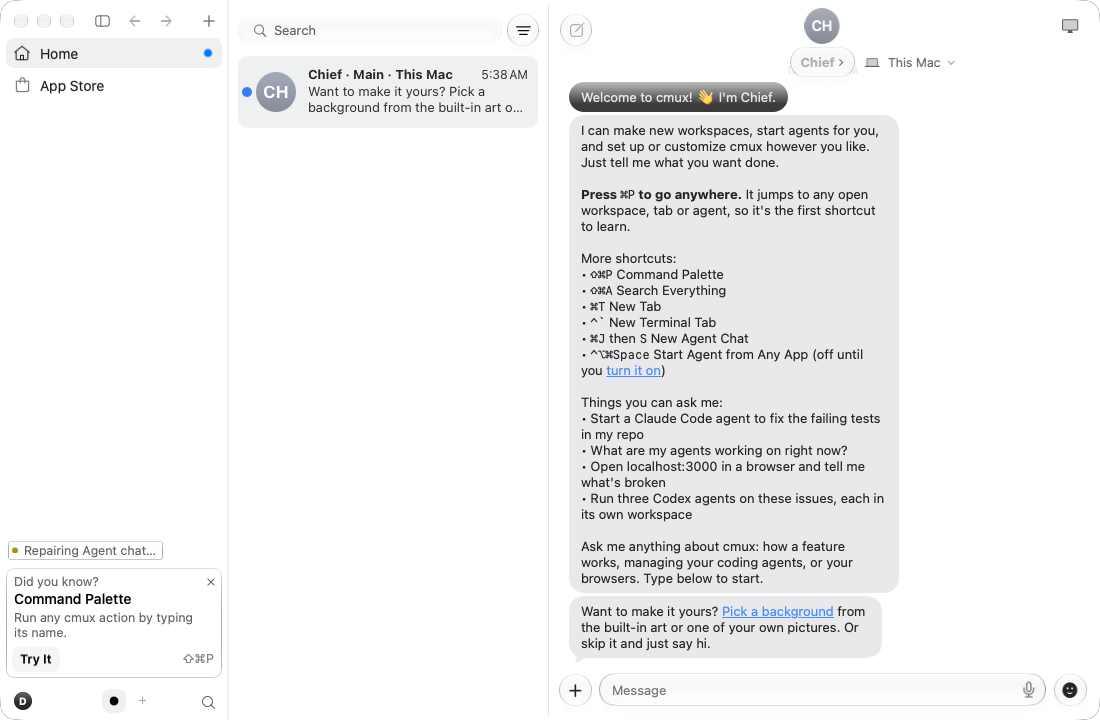 Home
App Store
Repairing Agent chat...
Did you know?
Command Palette
Run any cmux action by typing
its name.
Try It
⇧⌘P
D
Search
CH
Chief · Main · This Mac
5:38 AM
Want to make it yours? Pick a
background from the built-in art o...
CH
Chief
This Mac
Welcome to cmux! 👋 I'm Chief.
I can make new workspaces, start agents for you,
and set up or customize cmux however you like.
Just tell me what you want done.
Press ⌘P to go anywhere. It jumps to any open
workspace, tab or agent, so it's the first shortcut
to learn.
More shortcuts:
• ⇧⌘P Command Palette
• ⇧⌘A Search Everything
• ⌘T New Tab
• ^` New Terminal Tab
• ⌘J then S New Agent Chat
• ^⌥⌘Space Start Agent from Any App (off until
you turn it on)
Things you can ask me:
• Start a Claude Code agent to fix the failing tests
in my repo
• What are my agents working on right now?
• Open localhost:3000 in a browser and tell me
what's broken
• Run three Codex agents on these issues, each in
its own workspace
Ask me anything about cmux: how a feature
works, managing your coding agents, or your
browsers. Type below to start.
Want to make it yours? Pick a background from
the built-in art or one of your own pictures. Or
skip it and just say hi.
Message